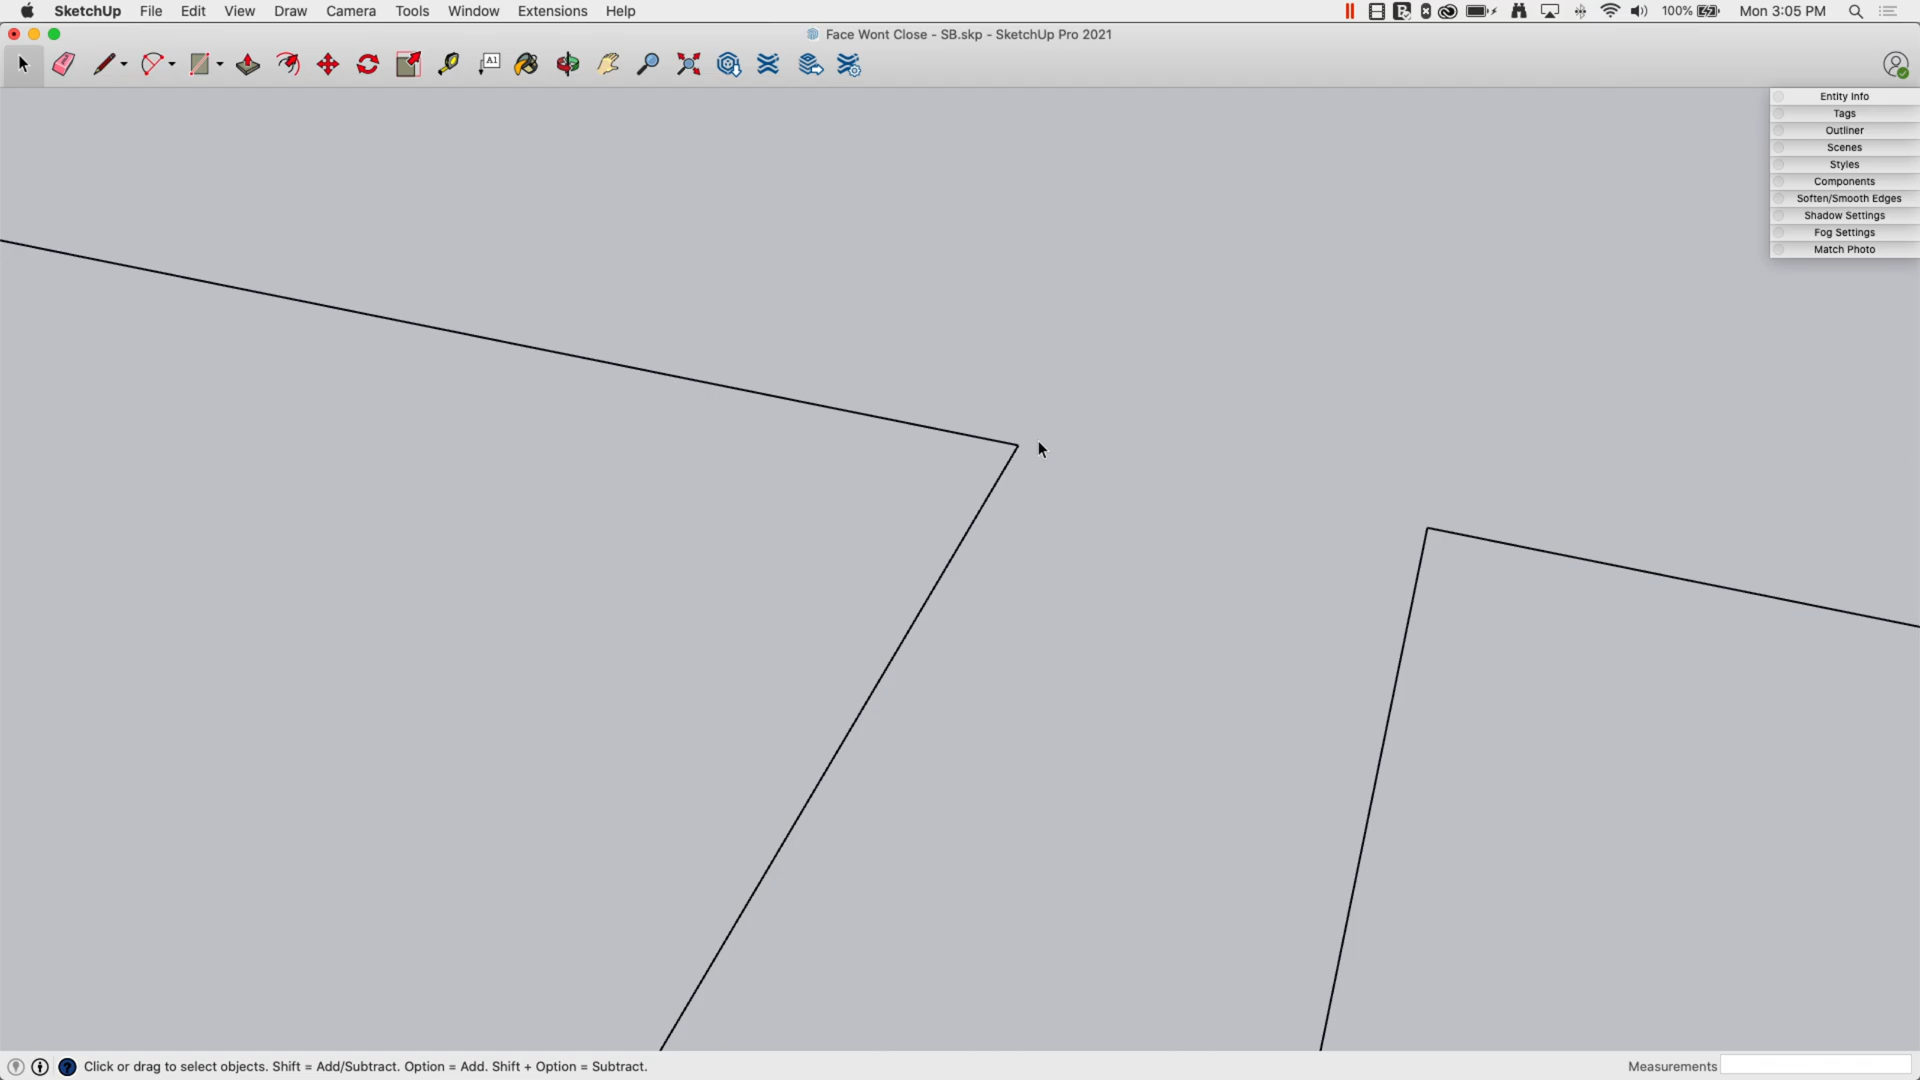 SketchUp File Edit View Draw Camera Tools Window Extensions Help 100% Mon 3:05 PM
Face Wont Close - SB.skp - SketchUp Pro 2021
A1
Entity Info
Tags
Outliner
Scenes
Styles
Components
Soften/Smooth Edges
Shadow Settings
Fog Settings
Match Photo
Click or drag to select objects. Shift = Add/Subtract. Option = Add. Shift + Option = Subtract. Measurements